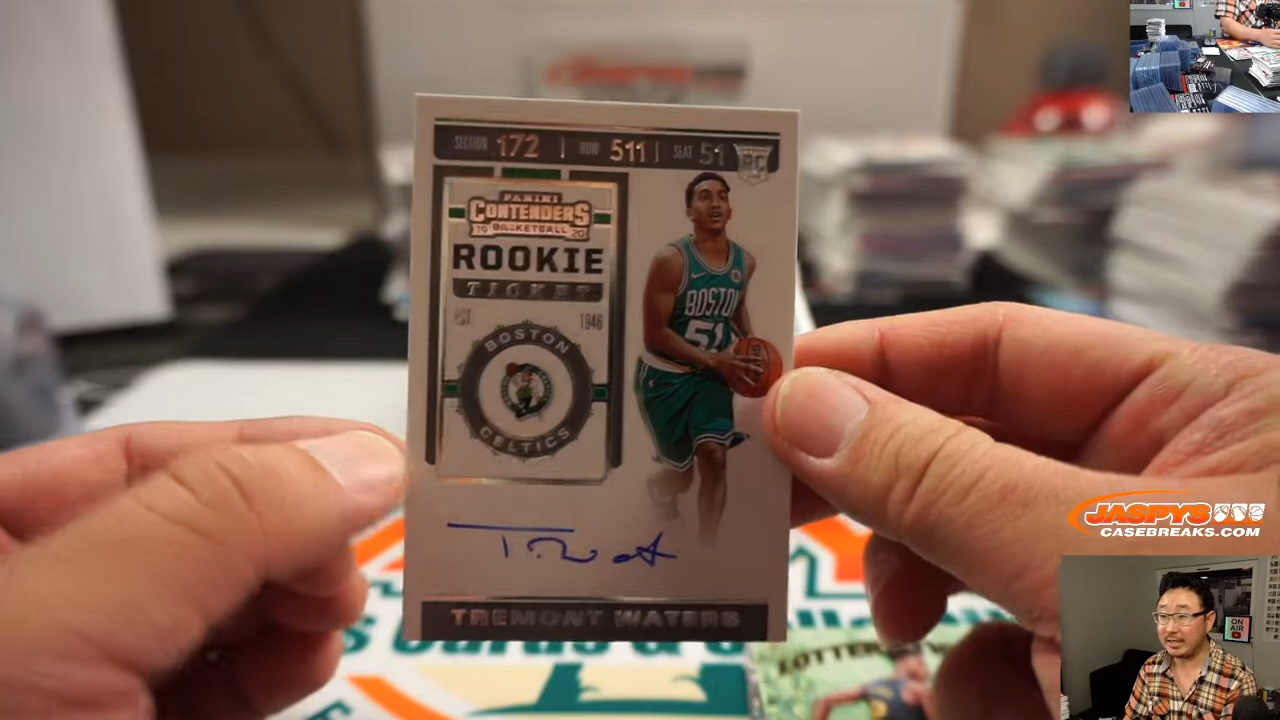 SECTION 172 | ROW 511 | SEAT 51
RC
PANINI
CONTENDERS
19 BASKETBALL 20
ROOKIE
TICKET
1946
BOSTON
CELTICS
BOSTON
51
TREMONT WATERS
LOTTERY
ON
AIR
JASPYS
CASEBREAKS.COM